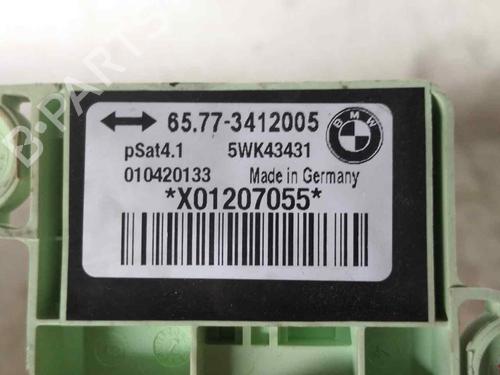 B-PARTS
65.77-3412005
BMW
pSat4.1 5WK43431
010420133 Made in Germany
*X01207055*